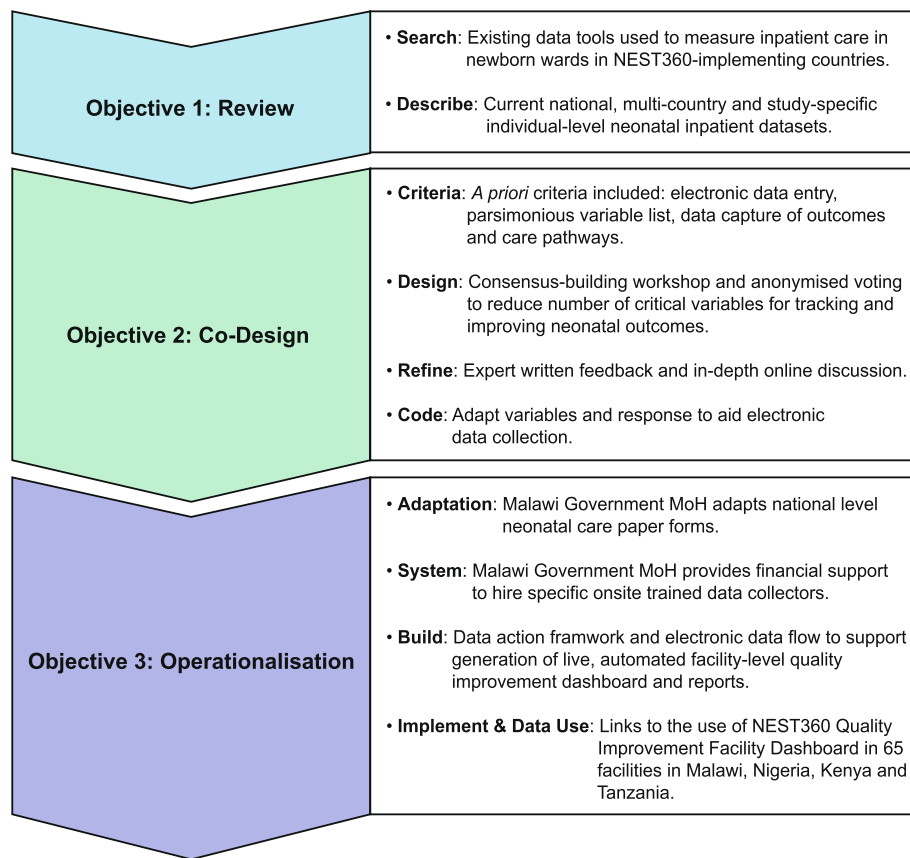 Objective 1: Review
• Search: Existing data tools used to measure inpatient care in
newborn wards in NEST360-implementing countries.
• Describe: Current national, multi-country and study-specific
individual-level neonatal inpatient datasets.
Objective 2: Co-Design
• Criteria: A priori criteria included: electronic data entry,
parsimonious variable list, data capture of outcomes
and care pathways.
• Design: Consensus-building workshop and anonymised voting
to reduce number of critical variables for tracking and
improving neonatal outcomes.
• Refine: Expert written feedback and in-depth online discussion.
• Code: Adapt variables and response to aid electronic
data collection.
Objective 3: Operationalisation
• Adaptation: Malawi Government MoH adapts national level
neonatal care paper forms.
• System: Malawi Government MoH provides financial support
to hire specific onsite trained data collectors.
• Build: Data action framwork and electronic data flow to support
generation of live, automated facility-level quality
improvement dashboard and reports.
• Implement & Data Use: Links to the use of NEST360 Quality
Improvement Facility Dashboard in 65
facilities in Malawi, Nigeria, Kenya and
Tanzania.